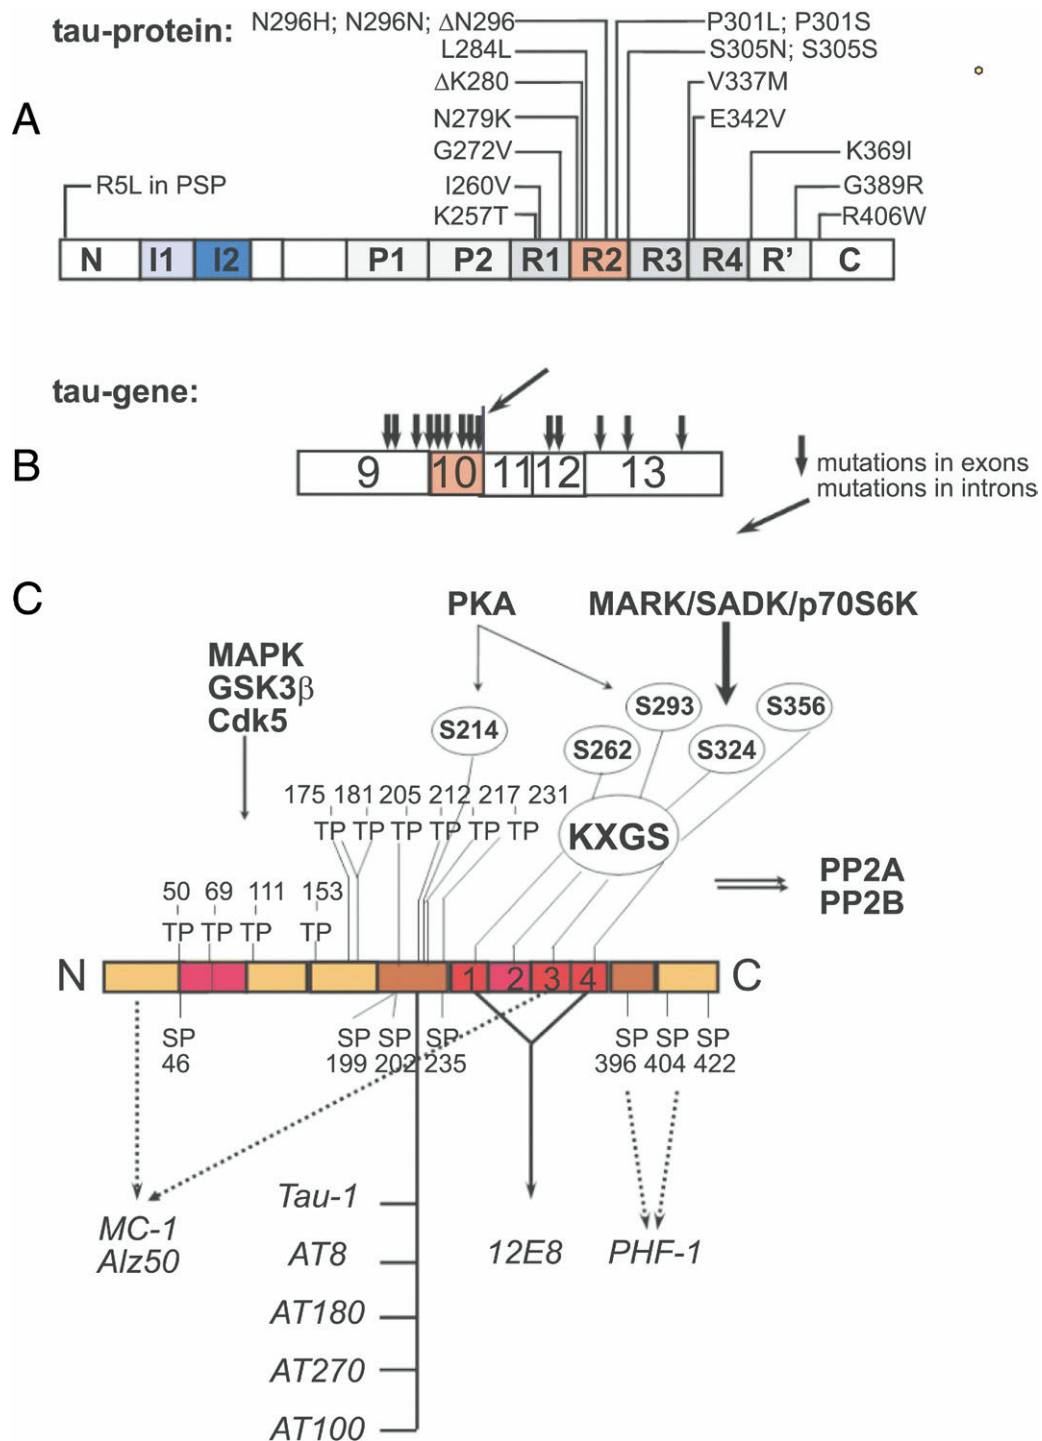 tau-protein:
N296H; N296N; ΔN296
P301L; P301S
L284L
S305N; S305S
ΔK280
V337M
A
N279K
E342V
G272V
K369I
R5L in PSP
I260V
G389R
K257T
R406W
N I1 I2 P1 P2 R1 R2 R3 R4 R’ C
tau-gene:
B
9 10 11 12 13
mutations in exons
mutations in introns
C
PKA
MARK/SADK/p70S6K
MAPK
GSK3β
Cdk5
S293
S356
S214
S262
S324
175 181 205 212 217 231
TP TP TP TP TP TP
KXGS
PP2A
PP2B
50 69 111 153
TP TP TP TP
N 1 2 3 4 C
SP SP SP SP SP SP SP
46 199 202 235 396 404 422
Tau-1
MC-1
Alz50
AT8
12E8
PHF-1
AT180
AT270
AT100